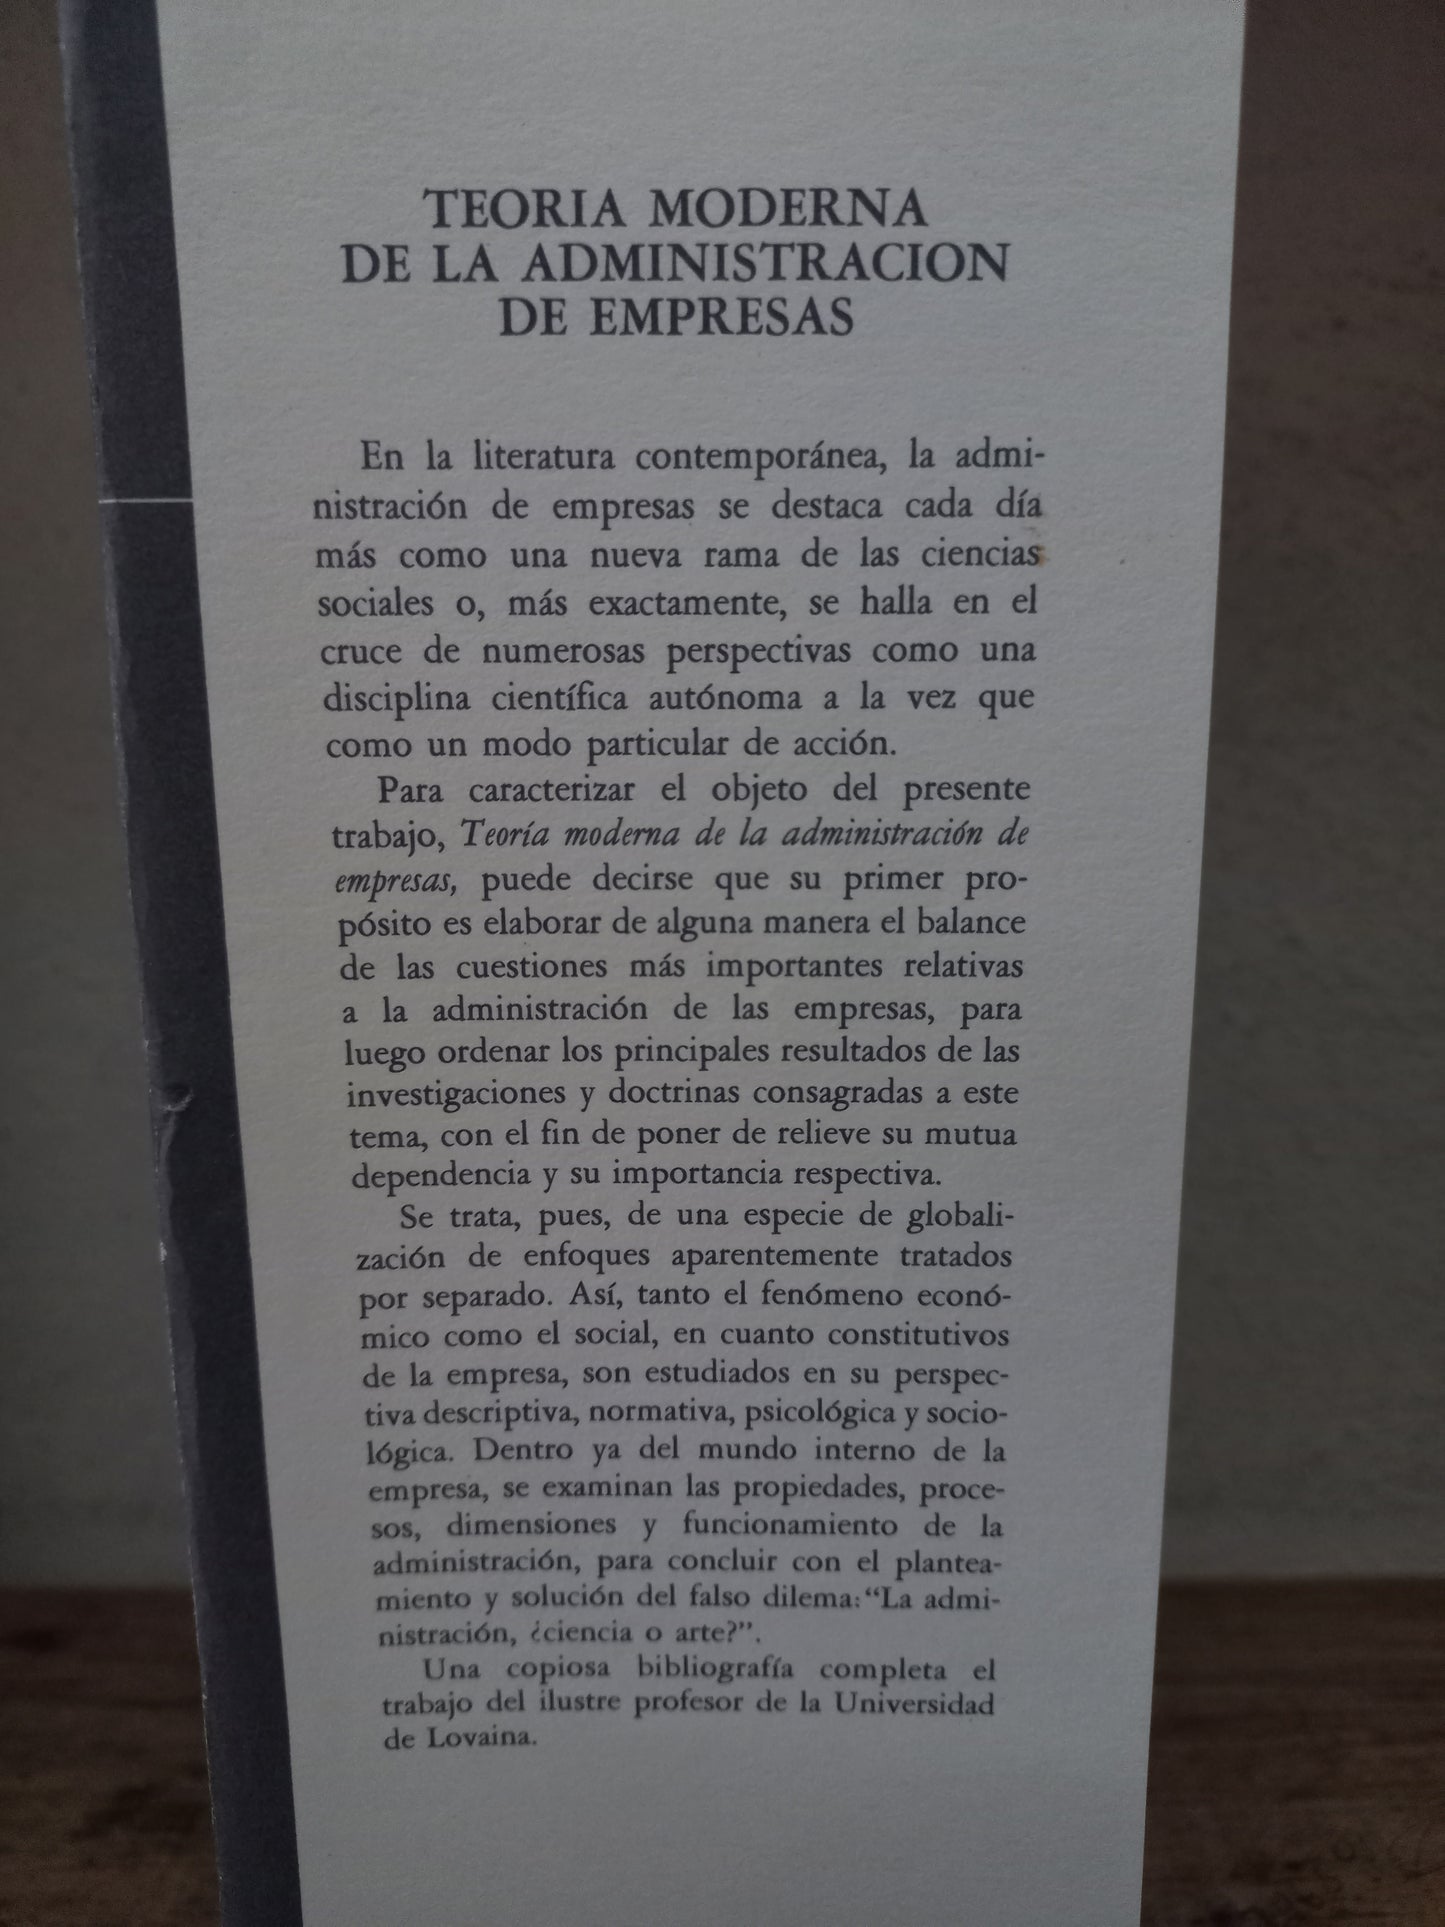 TEORIA MODERNA
DE LA ADMINISTRACION
DE EMPRESAS
En la literatura contemporánea, la admi-
nistración de empresas se destaca cada día
más como una nueva rama de las ciencias
sociales o, más exactamente, se halla en el
cruce de numerosas perspectivas como una
disciplina científica autónoma a la vez que
como un modo particular de acción.
Para caracterizar el objeto del presente
trabajo, Teoría moderna de la administración de
empresas, puede decirse que su primer pro-
pósito es elaborar de alguna manera el balance
de las cuestiones más importantes relativas
a la administración de las empresas, para
luego ordenar los principales resultados de las
investigaciones y doctrinas consagradas a este
tema, con el fin de poner de relieve su mutua
dependencia y su importancia respectiva.
Se trata, pues, de una especie de globali-
zación de enfoques aparentemente tratados
por separado. Así, tanto el fenómeno econó-
mico como el social, en cuanto constitutivos
de la empresa, son estudiados en su perspec-
tiva descriptiva, normativa, psicológica y socio-
lógica. Dentro ya del mundo interno de la
empresa, se examinan las propiedades, proce-
sos, dimensiones y funcionamiento de la
administración, para concluir con el plantea-
miento y solución del falso dilema: “La admi-
nistración, ¿ciencia o arte?”.
Una copiosa bibliografía completa el
trabajo del ilustre profesor de la Universidad
de Lovaina.